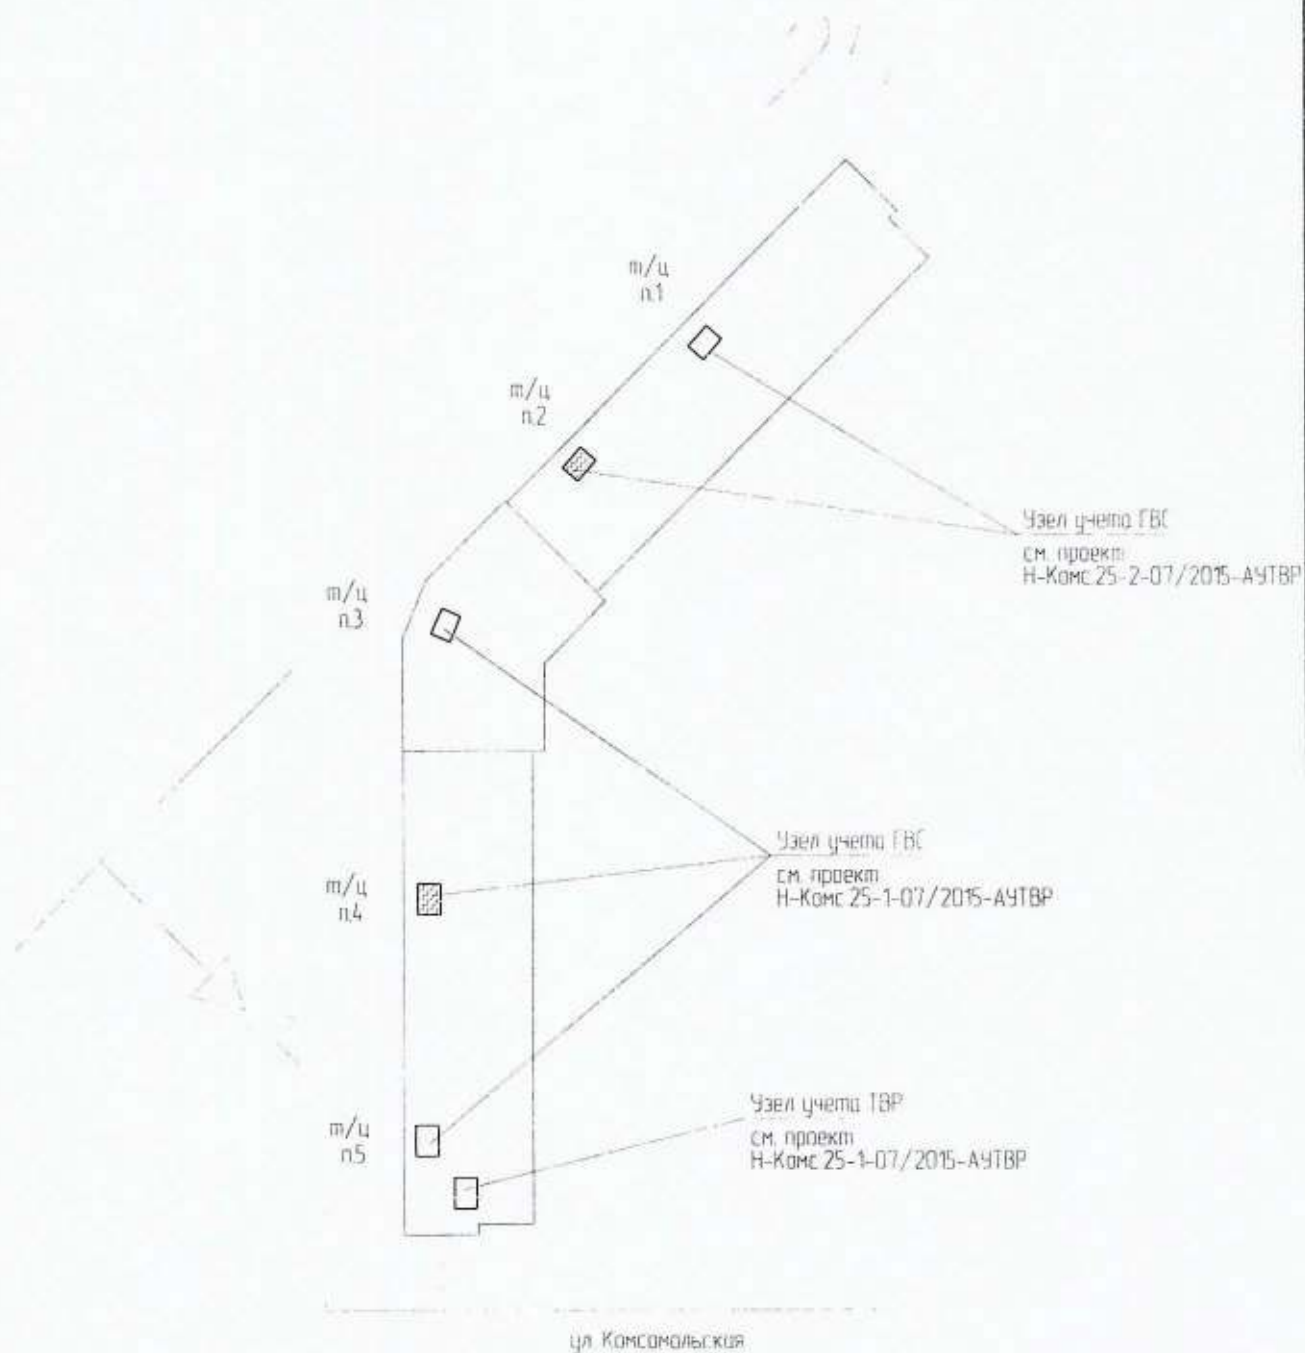 т/ц
п.1
т/ц
п.2
Узел учета ГВС
см. проект
Н-Комс.25-2-07/2015-АУТВР
т/ц
п.3
Узел учета ГВС
см. проект
Н-Комс.25-1-07/2015-АУТВР
т/ц
п.4
т/ц
п.5
Узел учета ТВР
см. проект
Н-Комс.25-1-07/2015-АУТВР
ул. Комсомольская